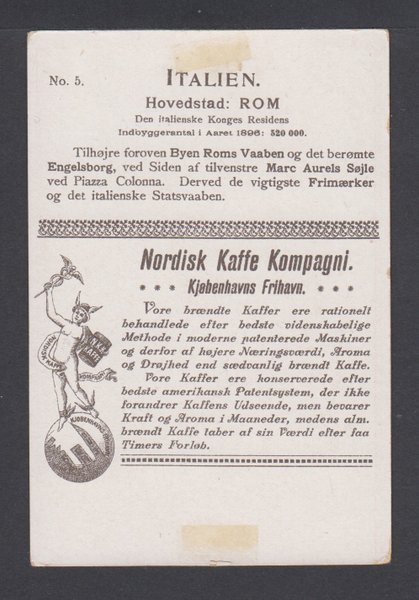 No. 5.
ITALIEN.
Hovedstad: ROM
Den italienske Konges Residens
Indbyggerantal i Aaret 1896: 520 000.
Tilhøjre foroven Byen Roms Vaaben og det berømte
Engelsborg, ved Siden af tilvenstre Marc Aurels Søjle
ved Piazza Colonna. Derved de vigtigste Frimærker
og det italienske Statsvaaben.
Nordisk Kaffe Kompagni.
Kjøbenhavns Frihavn.
Vore brændte Kaffer ere rationelt
behandlede efter bedste videnskabelige
Methode i moderne patenterede Maskiner
og derfor af højere Næringsværdi, Aroma
og Drøjhed end sædvanlig brændt Kaffe.
Vore Kaffer ere konserverede efter
bedste amerikansk Patentsystem, der ikke
forandrer Kaffens Udseende, men bevarer
Kraft og Aroma i Maaneder, medens alm.
brændt Kaffe taber af sin Værdi efter faa
Timers Forløb.
NORDISK
KAFFE
KOMPAGNI
KJØBENHAVN